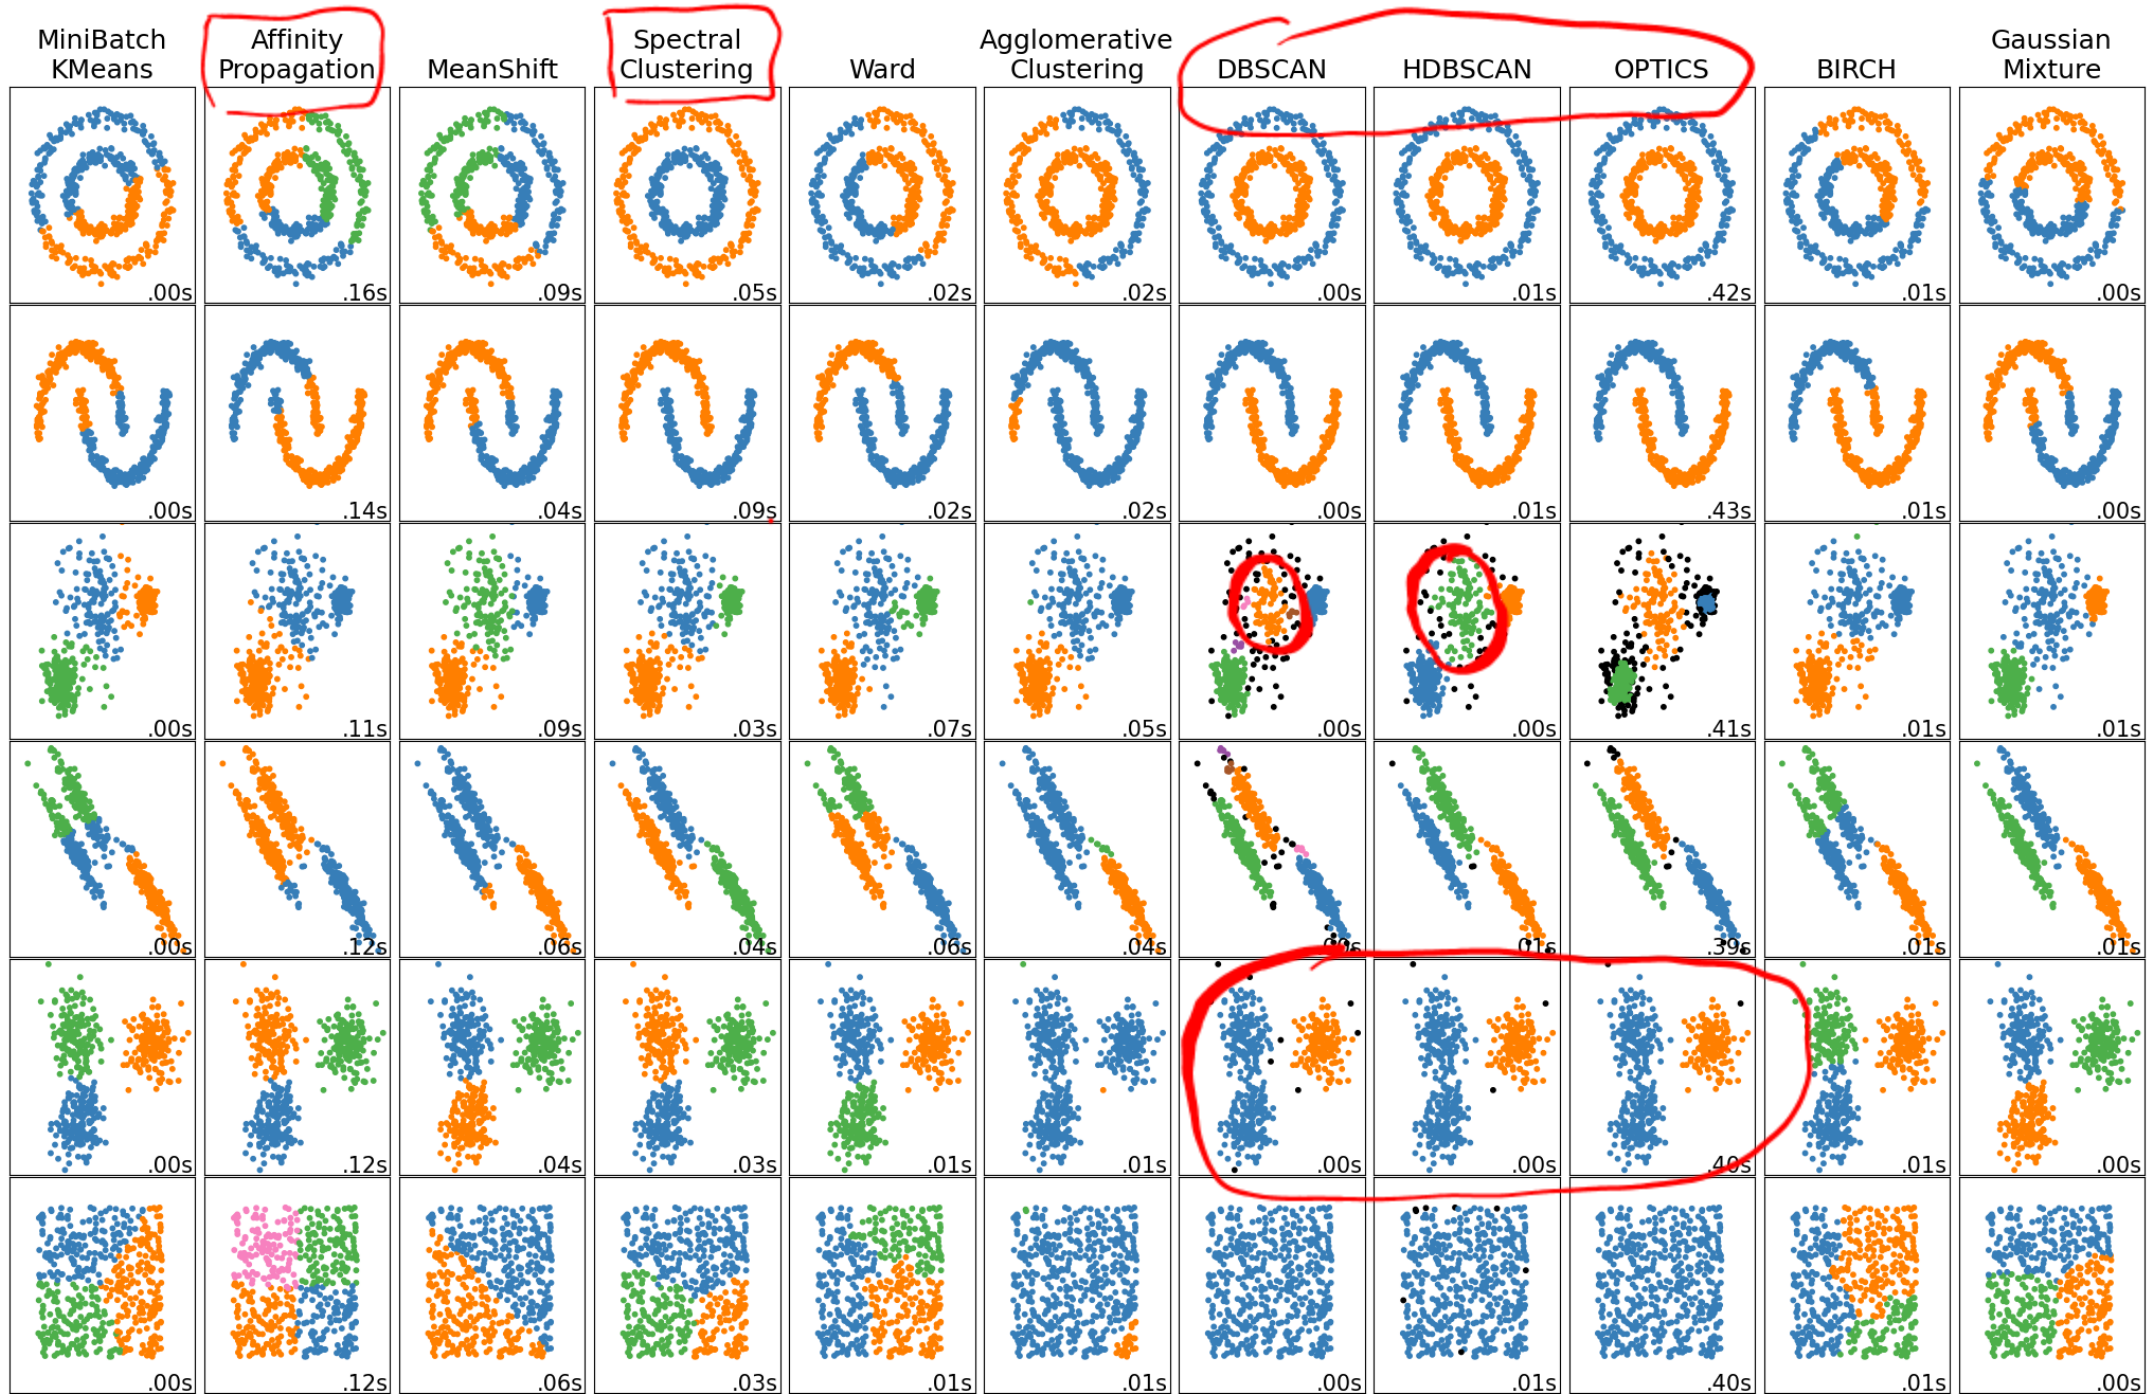 MiniBatch
KMeans
Affinity
Propagation
MeanShift
Spectral
Clustering
Ward
Agglomerative
Clustering
DBSCAN
HDBSCAN
OPTICS
BIRCH
Gaussian
Mixture
.00s .16s .09s .05s .02s .02s .00s .01s .42s .01s .00s
.00s .14s .04s .09s .02s .02s .00s .01s .43s .01s .00s
.00s .11s .09s .03s .07s .05s .00s .00s .41s .01s .01s
.00s .12s .06s .04s .06s .04s .00s .01s .39s .01s .01s
.00s .12s .04s .03s .01s .01s .00s .00s .40s .01s .00s
.00s .12s .06s .03s .01s .01s .00s .01s .40s .01s .00s